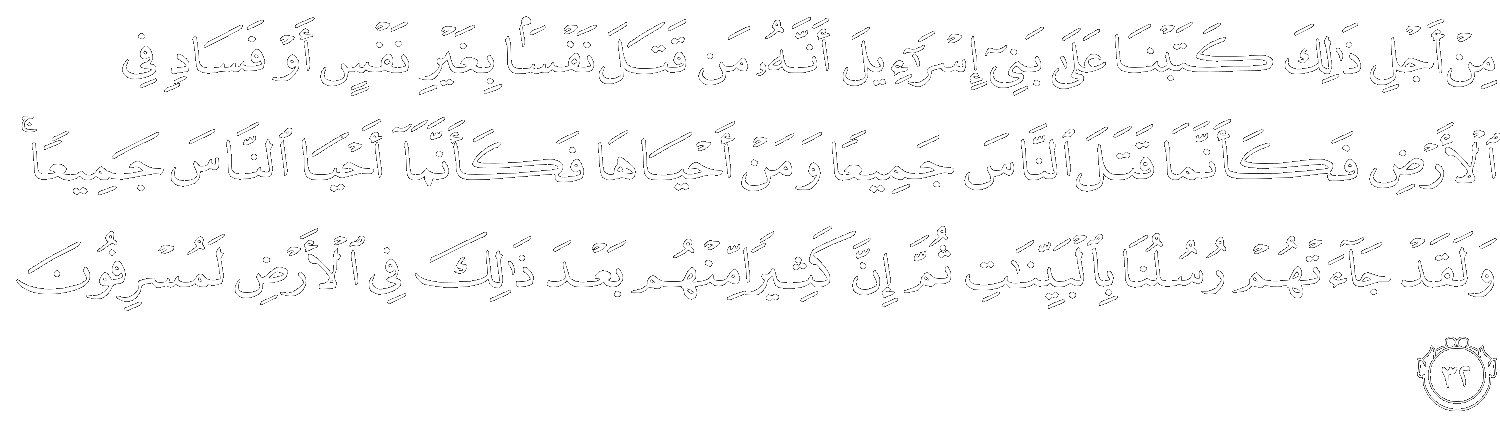 مِنْ أَجْلِ ذَٰلِكَ كَتَبْنَا عَلَىٰ بَنِىٓ إِسْرَٰٓءِيلَ أَنَّهُۥ مَن قَتَلَ نَفْسًۢا بِغَيْرِ نَفْسٍ أَوْ فَسَادٍ فِى
ٱلْأَرْضِ فَكَأَنَّمَا قَتَلَ ٱلنَّاسَ جَمِيعًا وَمَنْ أَحْيَاهَا فَكَأَنَّمَآ أَحْيَا ٱلنَّاسَ جَمِيعًا ۚ
وَلَقَدْ جَآءَتْهُمْ رُسُلُنَا بِٱلْبَيِّنَٰتِ ثُمَّ إِنَّ كَثِيرًا مِّنْهُم بَعْدَ ذَٰلِكَ فِى ٱلْأَرْضِ لَمُسْرِفُونَ
٣٢